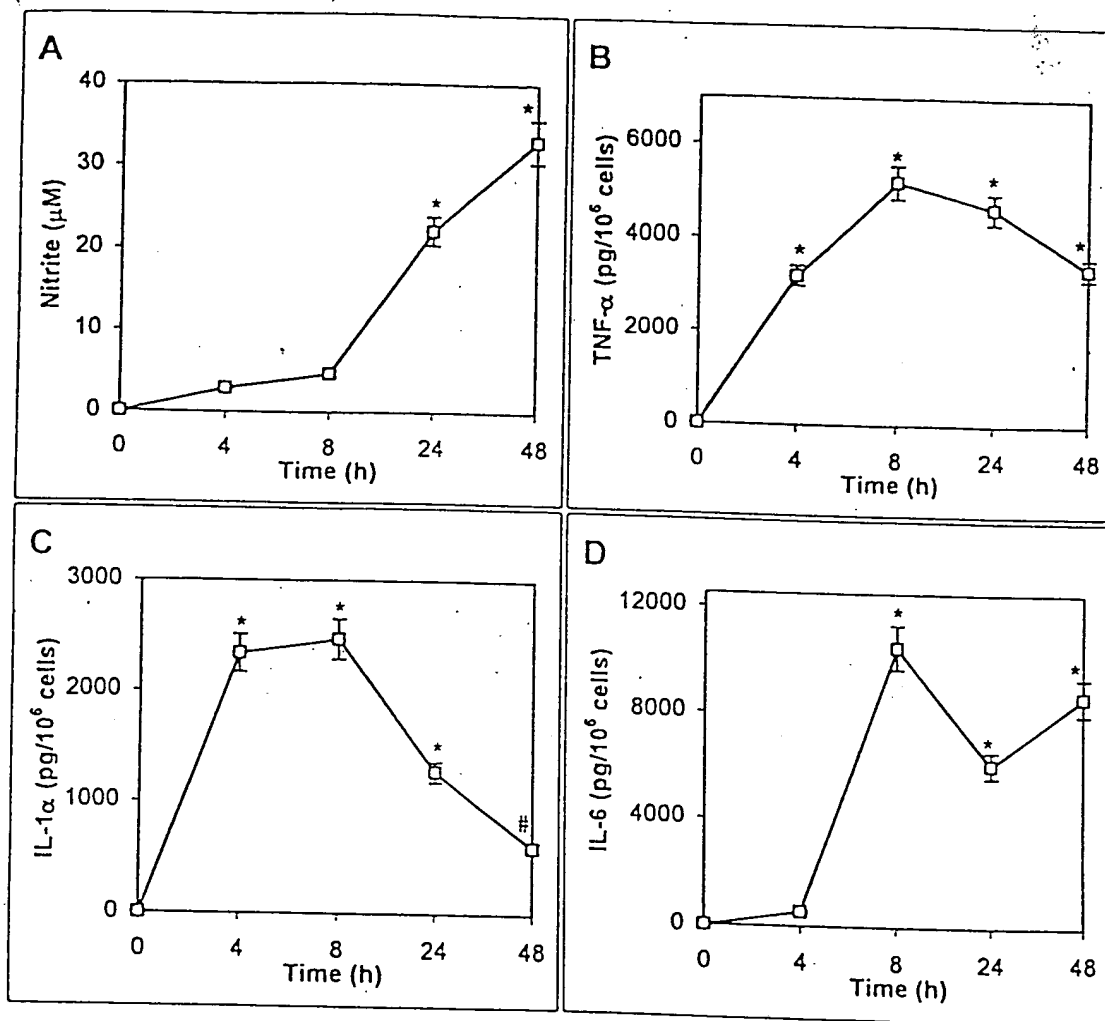 A
Nitrite (μM)
40
30
20
10
0
*
*
0 4 8 24 48
Time (h)
B
TNF-α (pg/10⁶ cells)
6000
4000
2000
0
*
*
*
*
0 4 8 24 48
Time (h)
C
IL-1α (pg/10⁶ cells)
3000
2000
1000
0
*
*
*
#
0 4 8 24 48
Time (h)
D
IL-6 (pg/10⁶ cells)
12000
8000
4000
0
*
*
*
0 4 8 24 48
Time (h)